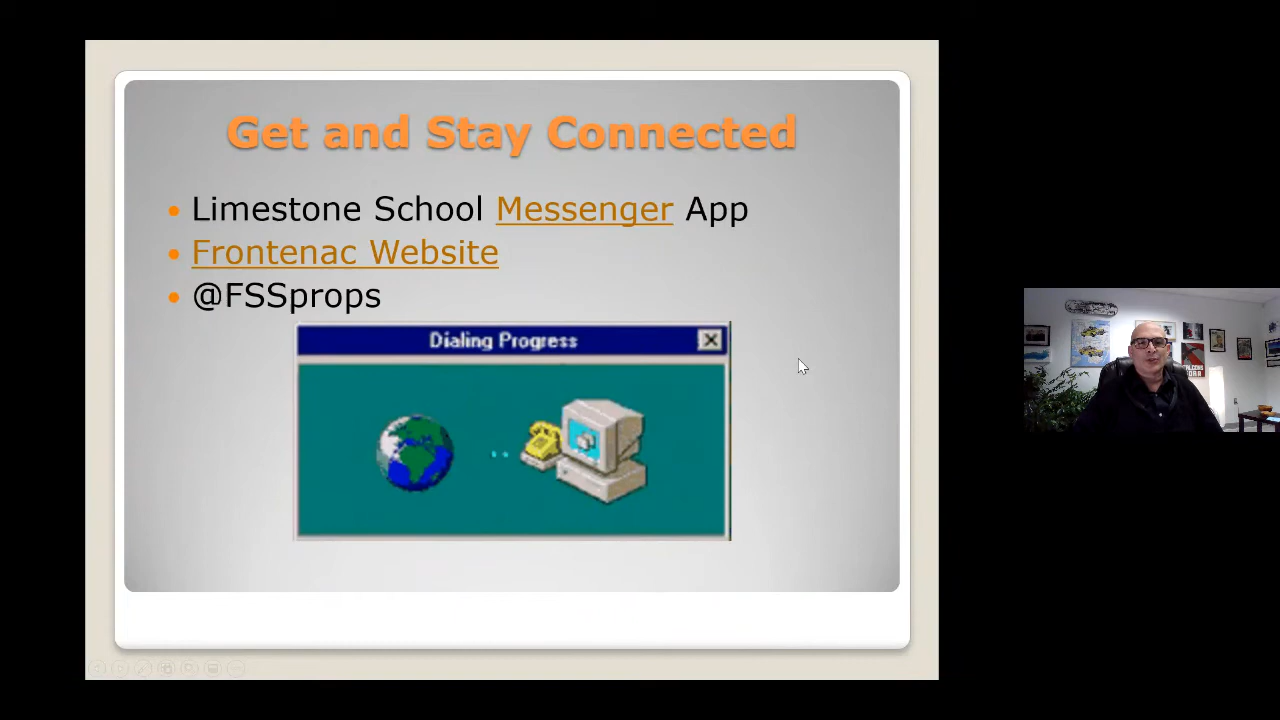 Get and Stay Connected
Limestone School Messenger App
Frontenac Website
@FSSprops
Dialing Progress